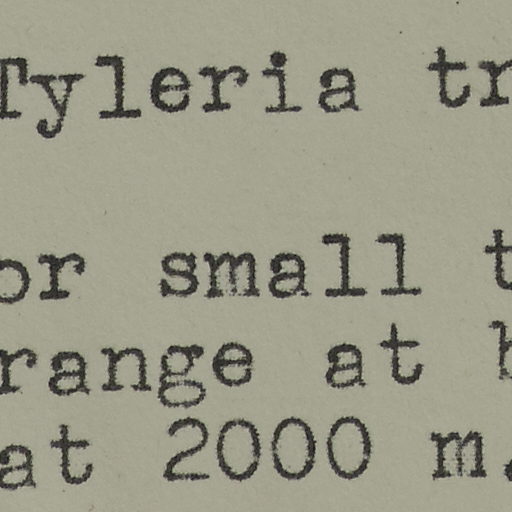 Tyleria tr
or small t
range at b
at 2000 m.